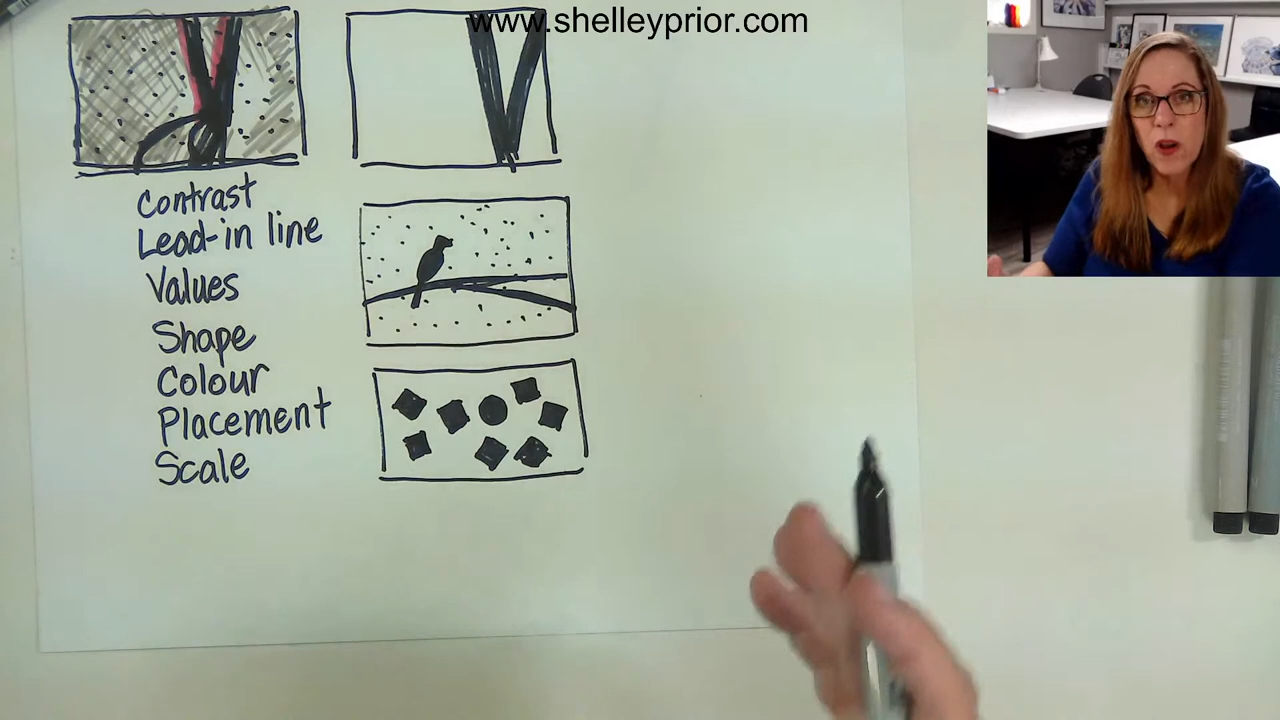 www.shelleyprior.com
Contrast
Lead-in line
Values
Shape
Colour
Placement
Scale